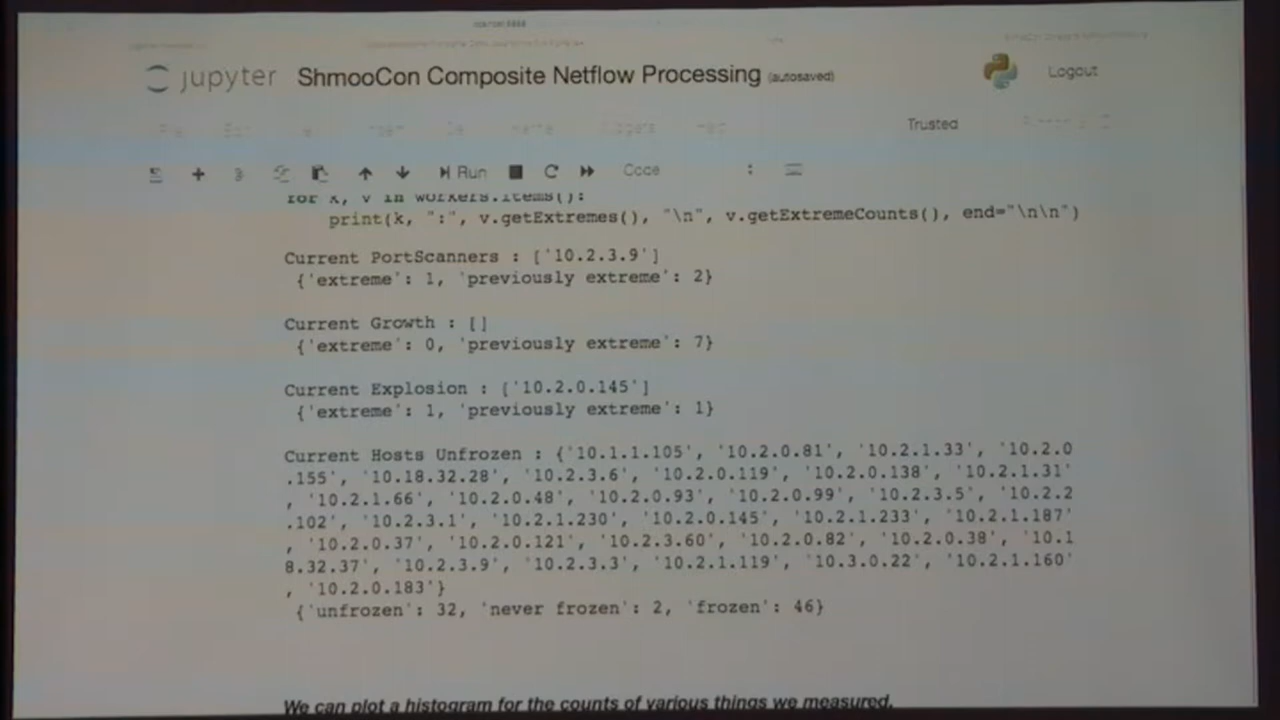 jupyter ShmooCon Composite Netflow Processing (autosaved) Logout
Trusted
Run Code
for k, v in workers.items():
print(k, ":", v.getExtremes(), "\n", v.getExtremeCounts(), end="\n\n")
Current PortScanners : ['10.2.3.9']
{'extreme': 1, 'previously extreme': 2}
Current Growth : []
{'extreme': 0, 'previously extreme': 7}
Current Explosion : ['10.2.0.145']
{'extreme': 1, 'previously extreme': 1}
Current Hosts Unfrozen : {'10.1.1.105', '10.2.0.81', '10.2.1.33', '10.2.0
.155', '10.18.32.28', '10.2.3.6', '10.2.0.119', '10.2.0.138', '10.2.1.31'
, '10.2.1.66', '10.2.0.48', '10.2.0.93', '10.2.0.99', '10.2.3.5', '10.2.2
.102', '10.2.3.1', '10.2.1.230', '10.2.0.145', '10.2.1.233', '10.2.1.187'
, '10.2.0.37', '10.2.0.121', '10.2.3.60', '10.2.0.82', '10.2.0.38', '10.1
8.32.37', '10.2.3.9', '10.2.3.3', '10.2.1.119', '10.3.0.22', '10.2.1.160'
, '10.2.0.183'}
{'unfrozen': 32, 'never frozen': 2, 'frozen': 46}
We can plot a histogram for the counts of various things we measured.